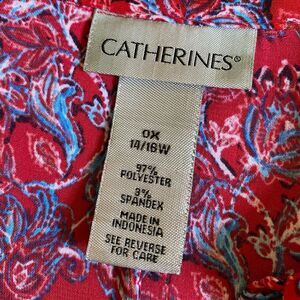 CATHERINES®
0X
14/16W
97%
POLYESTER
3%
SPANDEX
MADE IN
INDONESIA
SEE REVERSE
FOR CARE